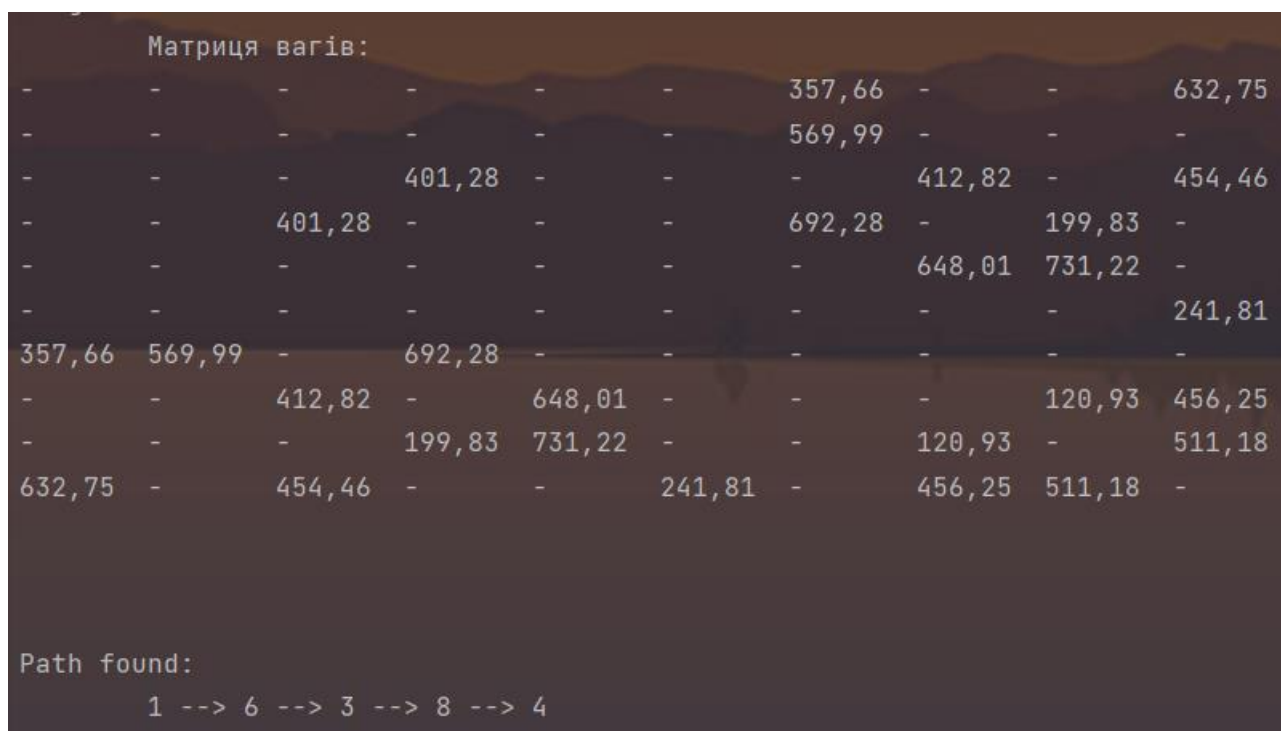 Матриця вагів:
- - - - - - 357,66 - - 632,75
- - - - - - 569,99 - - -
- - - 401,28 - - - 412,82 - 454,46
- - 401,28 - - - 692,28 - 199,83 -
- - - - - - - 648,01 731,22 -
- - - - - - - - - 241,81
357,66 569,99 - 692,28 - - - - - -
- - 412,82 - 648,01 - - - 120,93 456,25
- - - 199,83 731,22 - - 120,93 - 511,18
632,75 - 454,46 - - 241,81 - 456,25 511,18 -
Path found:
1 --> 6 --> 3 --> 8 --> 4